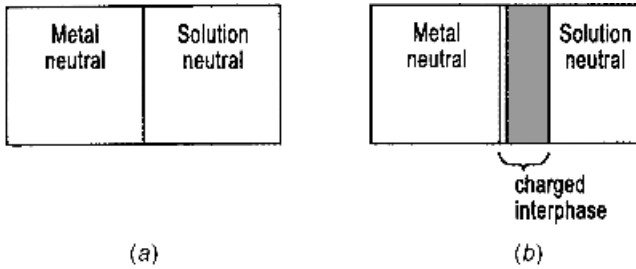 Metal
neutral
Solution
neutral
Metal
neutral
Solution
neutral
charged
interphase
(a)
(b)